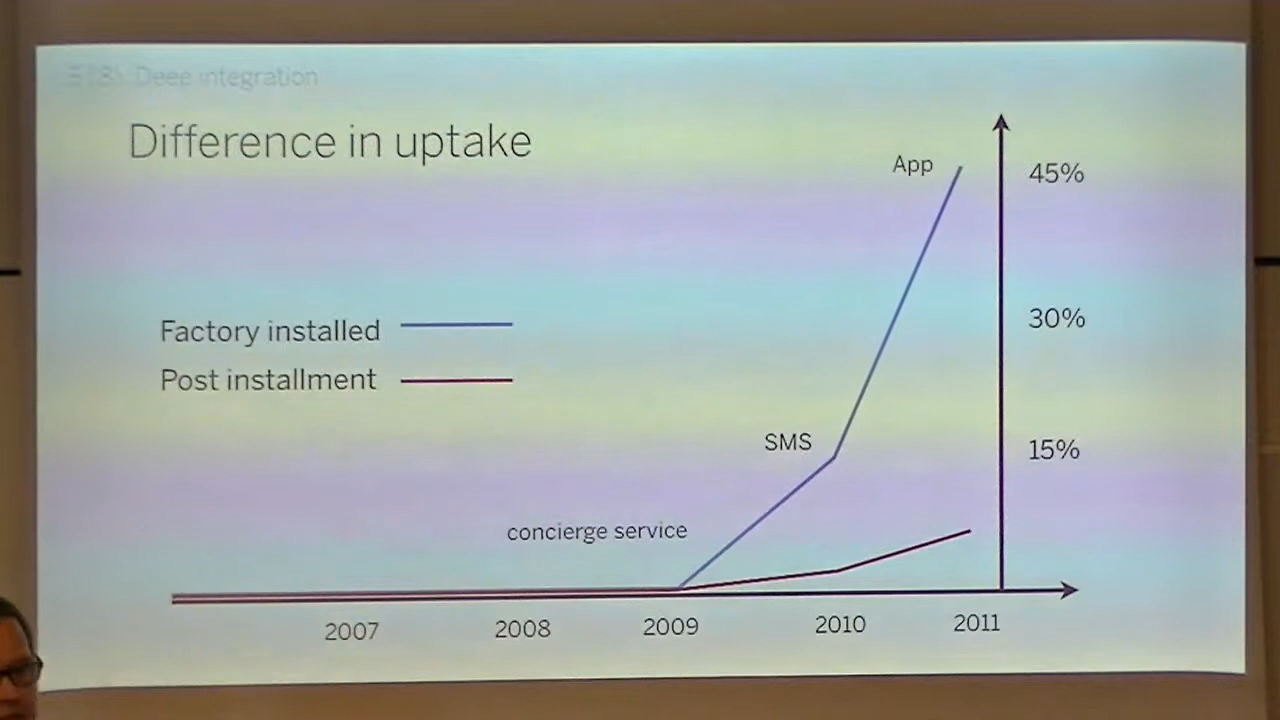 Deee integration
Difference in uptake
App
45%
Factory installed
30%
Post installment
SMS
15%
concierge service
2007
2008
2009
2010
2011